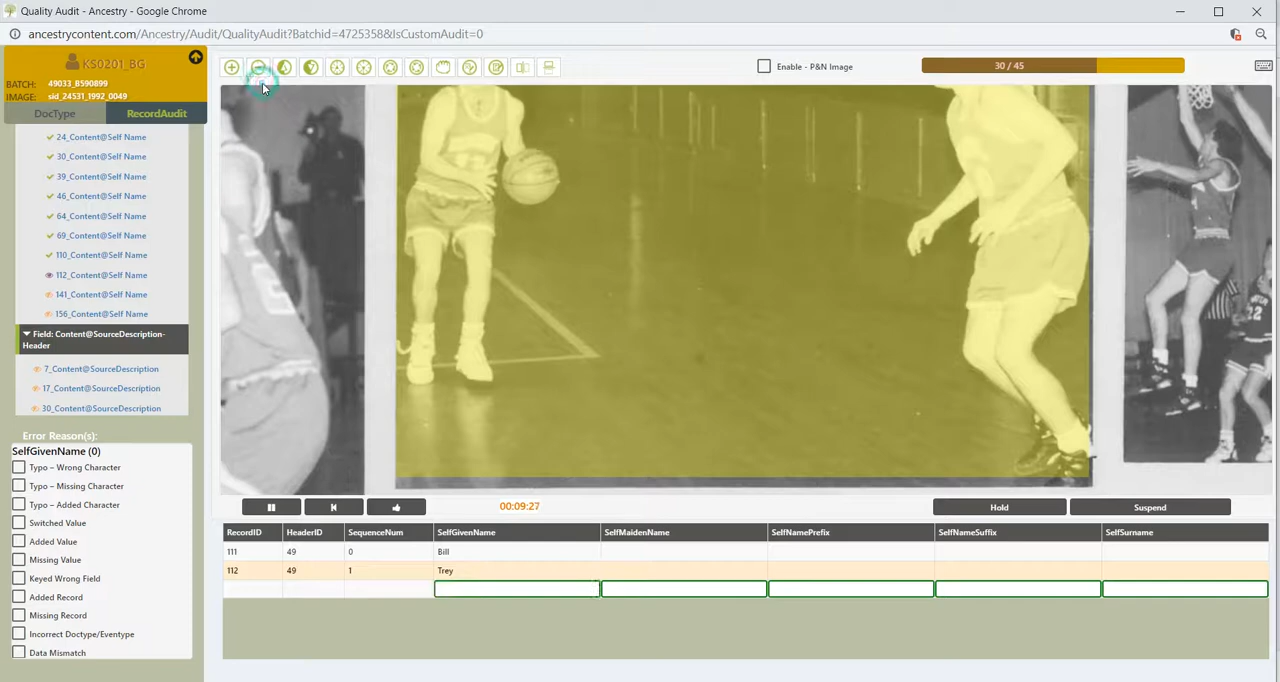 Quality Audit - Ancestry - Google Chrome
ancestrycontent.com/Ancestry/Audit/QualityAudit?Batchid=4725358&IsCustomAudit=0
KS0201_BG
BATCH: 49033_B590899
IMAGE: sid_24531_1992_0049
DocType RecordAudit
Enable - P&N Image
30 / 45
24_Content@Self Name
30_Content@Self Name
39_Content@Self Name
46_Content@Self Name
64_Content@Self Name
69_Content@Self Name
110_Content@Self Name
112_Content@Self Name
141_Content@Self Name
156_Content@Self Name
Field: Content@SourceDescription-
Header
7_Content@SourceDescription
17_Content@SourceDescription
30_Content@SourceDescription
Error Reason(s):
SelfGivenName (0)
Typo – Wrong Character
Typo – Missing Character
Typo – Added Character
Switched Value
Added Value
Missing Value
Keyed Wrong Field
Added Record
Missing Record
Incorrect Doctype/Eventype
Data Mismatch
22
00:09:27
Hold Suspend
RecordID HeaderID SequenceNum SelfGivenName SelfMaidenName SelfNamePrefix SelfNameSuffix SelfSurname
111 49 0 Bill
112 49 1 Trey